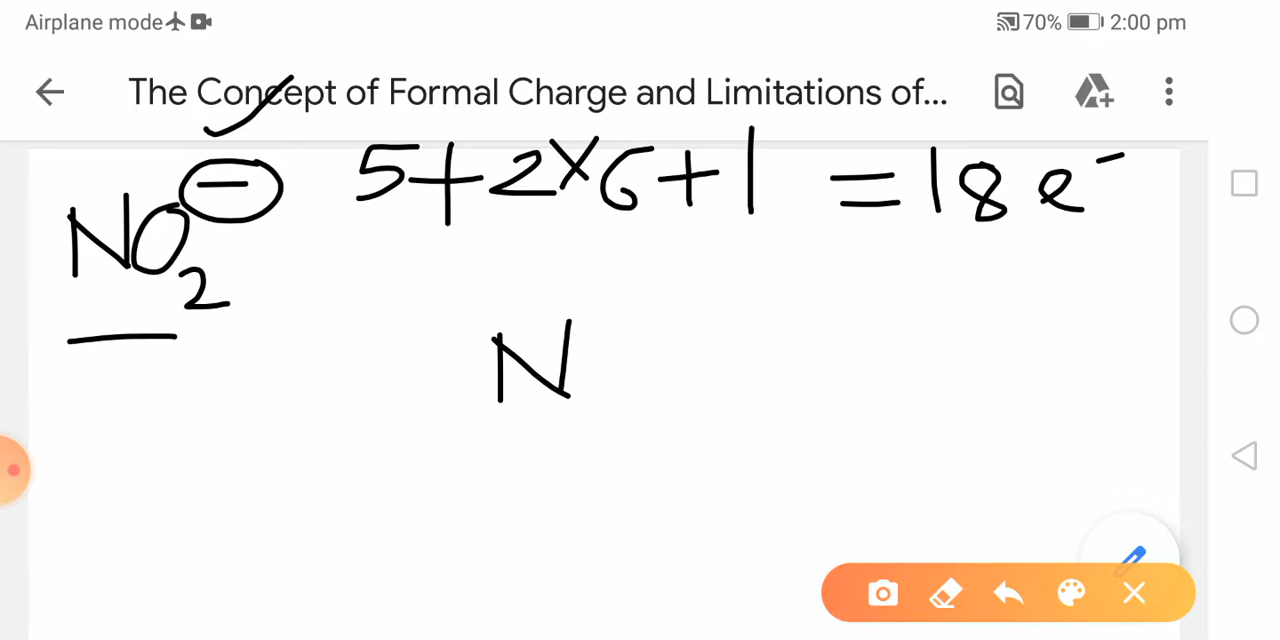 Airplane mode 70% 2:00 pm
The Concept of Formal Charge and Limitations of...
NO₂⁻ 5+2×6+1 = 18e⁻
N